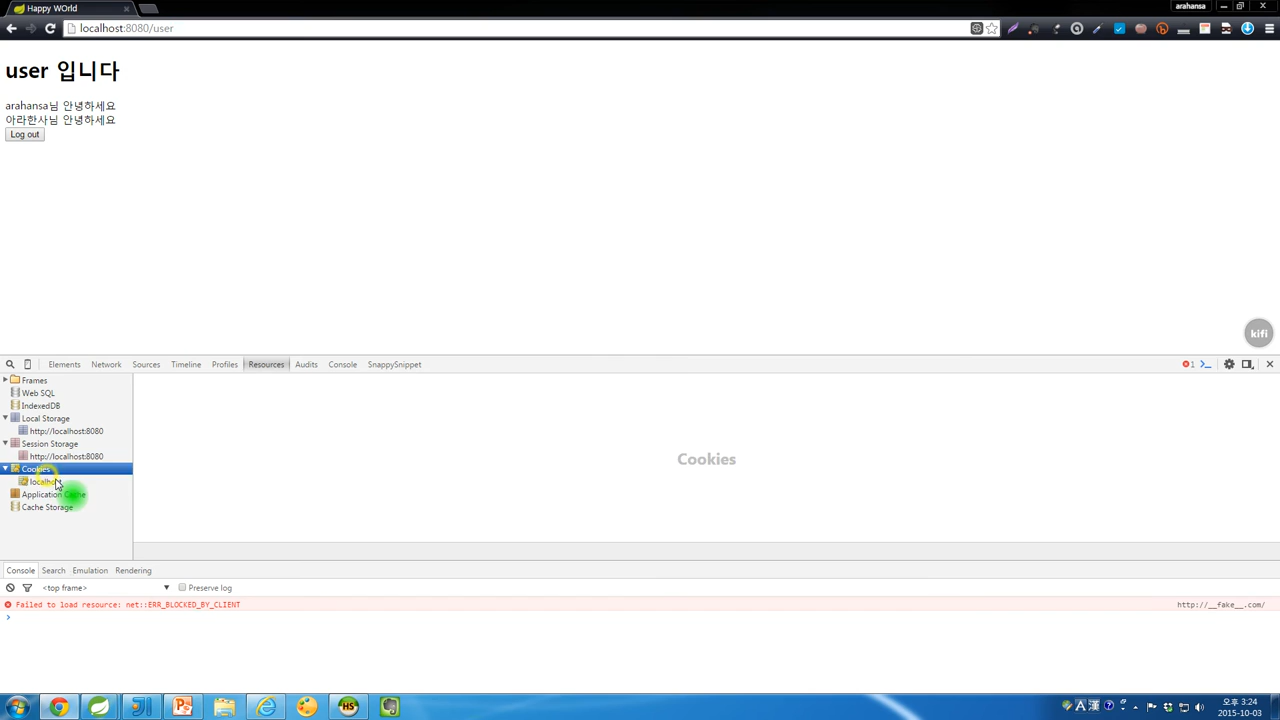 Happy World
arahansa
localhost:8080/user
user 입니다
arahansa님 안녕하세요
아라한사님 안녕하세요
Log out
kifi
Elements Network Sources Timeline Profiles Resources Audits Console SnappySnippet
1
Frames
Web SQL
IndexedDB
Local Storage
http://localhost:8080
Session Storage
http://localhost:8080
Cookies
Cookies
localhost
Application Cache
Cache Storage
Console Search Emulation Rendering
<top frame> Preserve log
Failed to load resource: net::ERR_BLOCKED_BY_CLIENT http://__fake__.com/
HS
A 漢
오후 3:24
2015-10-03